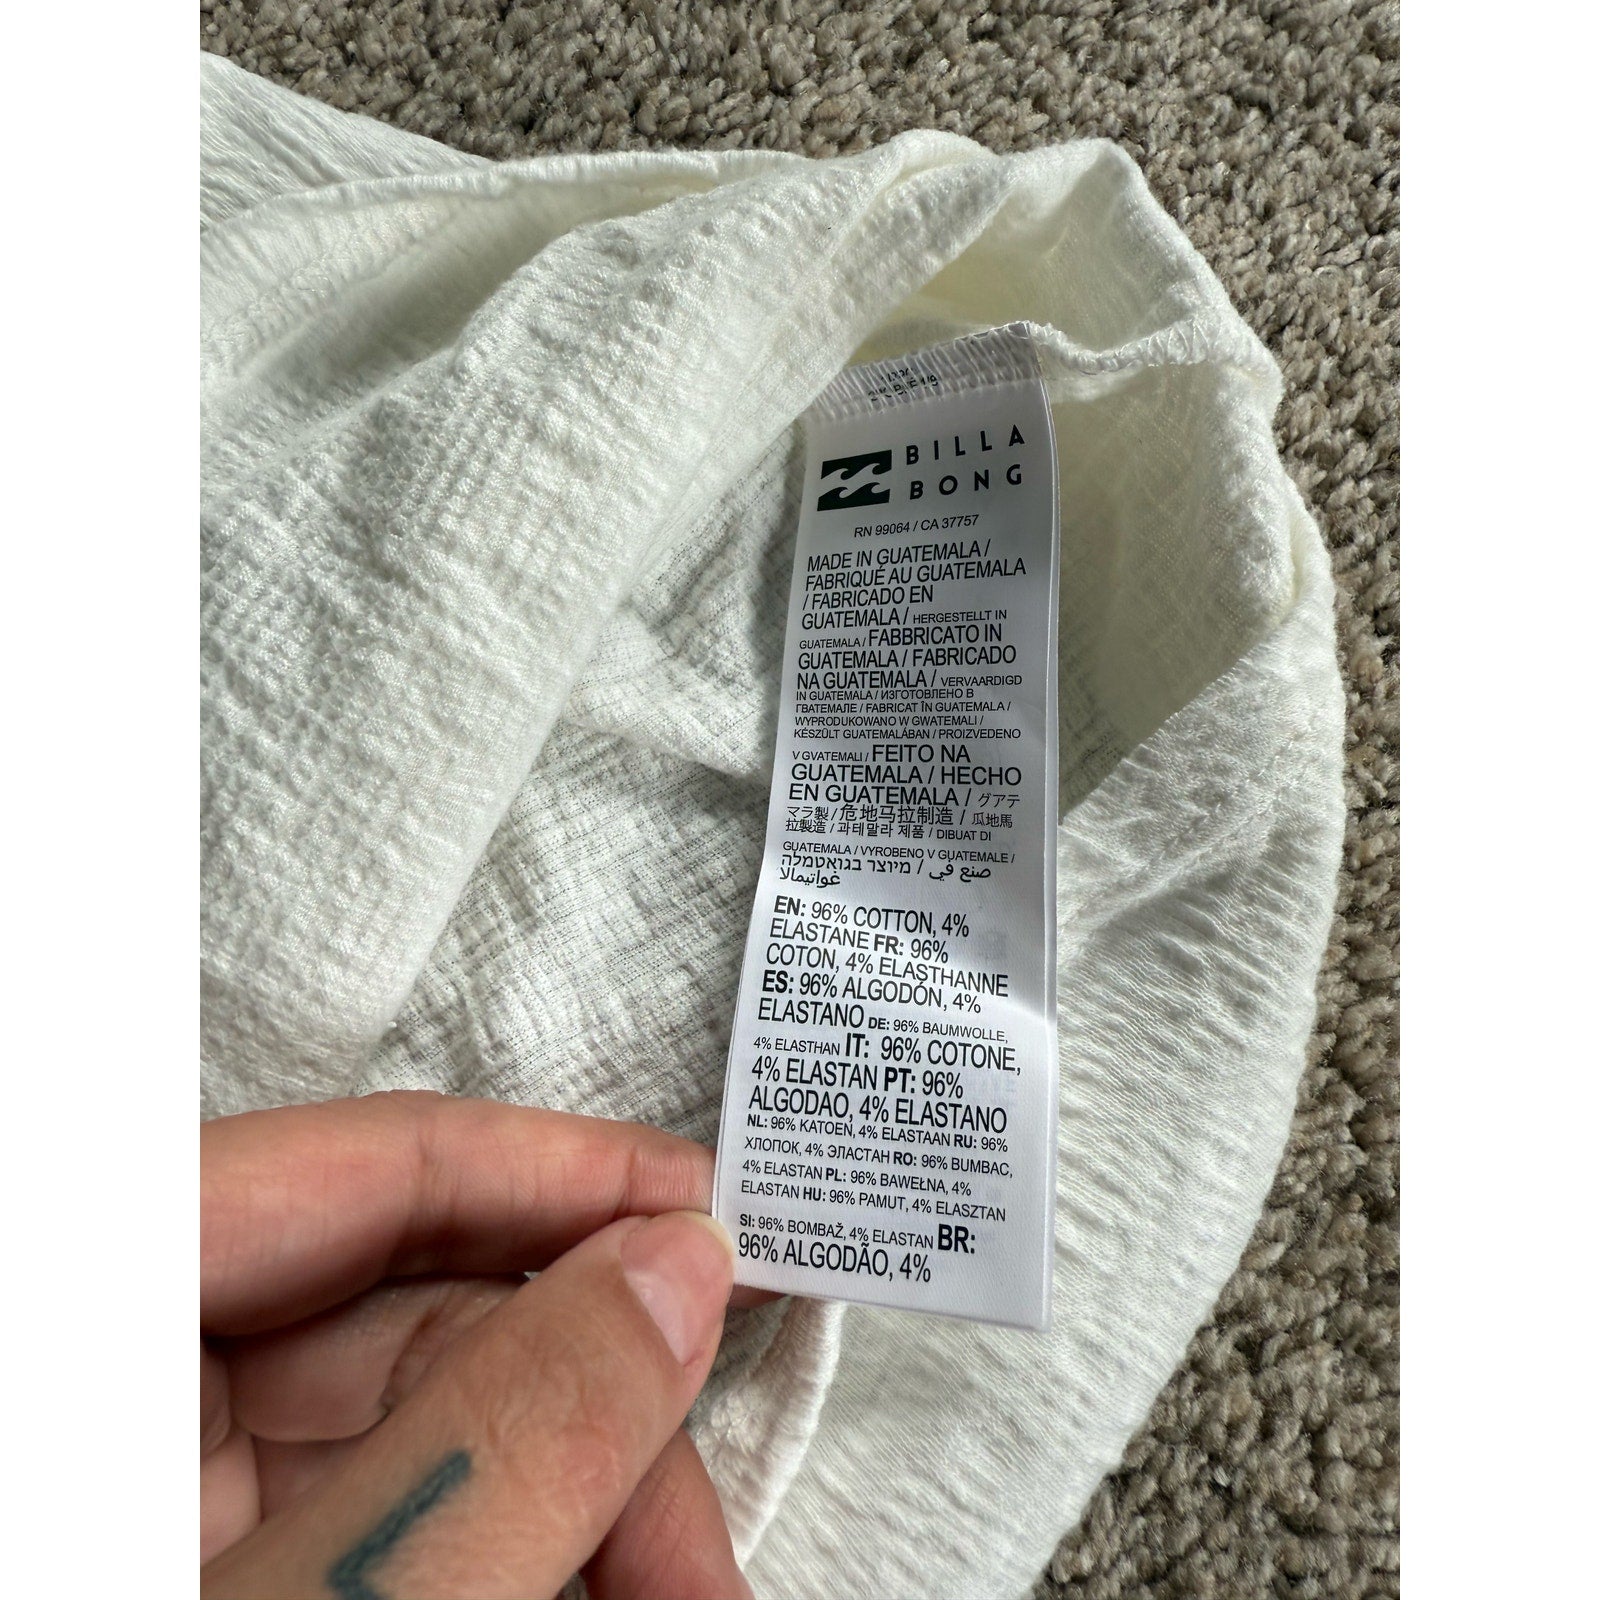 BILLA
BONG
RN 99064 / CA 37757
MADE IN GUATEMALA /
FABRIQUÉ AU GUATEMALA
/ FABRICADO EN
GUATEMALA / HERGESTELLT IN
GUATEMALA / FABBRICATO IN
GUATEMALA / FABRICADO
NA GUATEMALA / VERVAARDIGD
IN GUATEMALA / ИЗГОТОВЛЕНО В
ГВАТЕМАЛЕ / FABRICAT ÎN GUATEMALA /
WYPRODUKOWANO W GWATEMALI /
KÉSZÜLT GUATEMALÁBAN / PROIZVEDENO
V GVATEMALI / FEITO NA
GUATEMALA / HECHO
EN GUATEMALA / グアテ
マラ製 / 危地马拉制造 / 瓜地馬
拉製造 / 과테말라 제품 / DIBUAT DI
GUATEMALA / VYROBENO V GUATEMALE /
صنع في / מיוצר בגואטמלה
غواتيمالا
EN: 96% COTTON, 4%
ELASTANE FR: 96%
COTON, 4% ELASTHANNE
ES: 96% ALGODÓN, 4%
ELASTANO DE: 96% BAUMWOLLE,
4% ELASTHAN IT: 96% COTONE,
4% ELASTAN PT: 96%
ALGODAO, 4% ELASTANO
NL: 96% KATOEN, 4% ELASTAAN RU: 96%
ХЛОПОК, 4% ЭЛАСТАН RO: 96% BUMBAC,
4% ELASTAN PL: 96% BAWEŁNA, 4%
ELASTAN HU: 96% PAMUT, 4% ELASZTAN
SI: 96% BOMBAŽ, 4% ELASTAN BR:
96% ALGODÃO, 4%